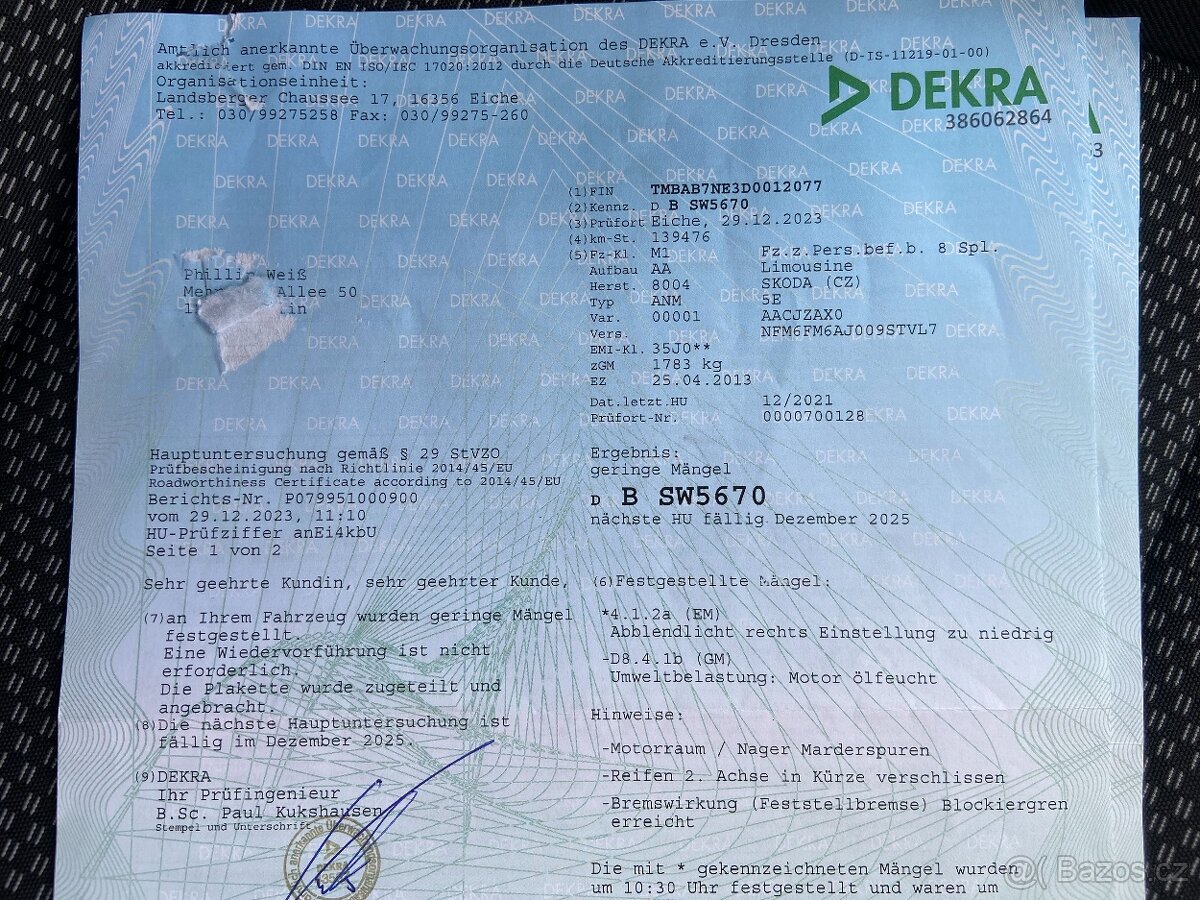 Amtlich anerkannte Überwachungsorganisation des DEKRA e.V. Dresden
akkreditiert gem. DIN EN ISO/IEC 17020:2012 durch die Deutsche Akkreditierungsstelle (D-IS-11219-01-00)
Organisationseinheit:
Landsberger Chaussee 17, 16356 Eiche
Tel.: 030/99275258 Fax: 030/99275-260
DEKRA
386062864
(1)FIN TMBAB7NE3D0012077
(2)Kennz. D B SW5670
(3)Prüfort Eiche, 29.12.2023
(4)km-St. 139476
(5)Fz-Kl. M1 Fz.z.Pers.bef.b. 8 Spl.
Aufbau AA Limousine
Herst. 8004 SKODA (CZ)
Typ ANM 5E
Var. 00001 AACJZAX0
Vers. NFM6FM6AJ009STVL7
EMI-Kl. 35J0**
zGM 1783 kg
EZ 25.04.2013
Dat.letzt.HU 12/2021
Prüfort-Nr. 0000700128
Phillip Weiß
Allee 50
Hauptuntersuchung gemäß § 29 StVZO
Prüfbescheinigung nach Richtlinie 2014/45/EU
Roadworthiness Certificate according to 2014/45/EU
Berichts-Nr. P079951000900
vom 29.12.2023, 11:10
HU-Prüfziffer anEi4kbU
Seite 1 von 2
Ergebnis:
geringe Mängel
D B SW5670
nächste HU fällig Dezember 2025
Sehr geehrte Kundin, sehr geehrter Kunde,
(7)an Ihrem Fahrzeug wurden geringe Mängel
festgestellt.
Eine Wiedervorführung ist nicht
erforderlich.
Die Plakette wurde zugeteilt und
angebracht.
(8)Die nächste Hauptuntersuchung ist
fällig im Dezember 2025.
(9)DEKRA
Ihr Prüfingenieur
B.Sc. Paul Kukshausen
Stempel und Unterschrift
(6)Festgestellte Mängel:
*4.1.2a (EM)
Abblendlicht rechts Einstellung zu niedrig
-D8.4.1b (GM)
Umweltbelastung: Motor ölfeucht
Hinweise:
-Motorraum / Nager Marderspuren
-Reifen 2. Achse in Kürze verschlissen
-Bremswirkung (Feststellbremse) Blockiergren
erreicht
Die mit * gekennzeichneten Mängel wurden
um 10:30 Uhr festgestellt und waren um
Bazos.cz